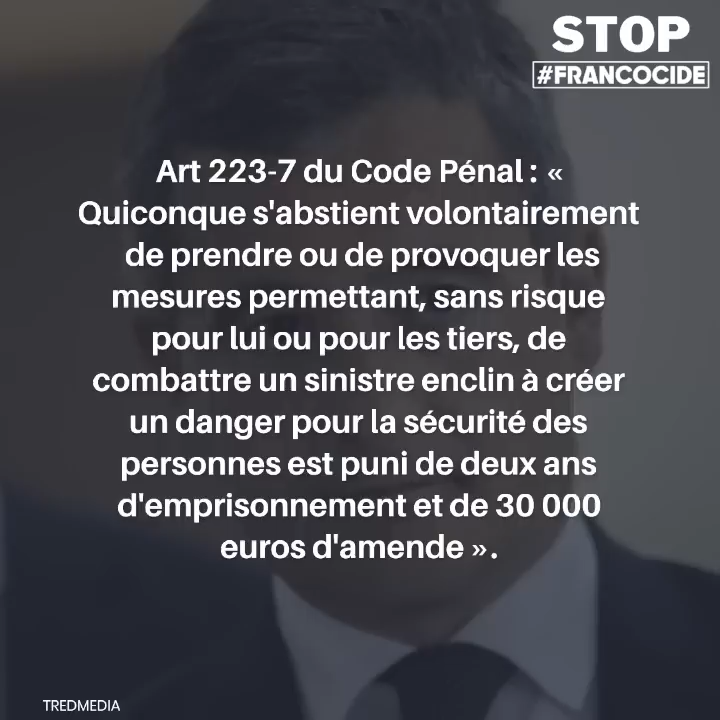 STOP
#FRANCOCIDE
Art 223-7 du Code Pénal : «
Quiconque s'abstient volontairement
de prendre ou de provoquer les
mesures permettant, sans risque
pour lui ou pour les tiers, de
combattre un sinistre enclin à créer
un danger pour la sécurité des
personnes est puni de deux ans
d'emprisonnement et de 30 000
euros d'amende ».
TREDMEDIA